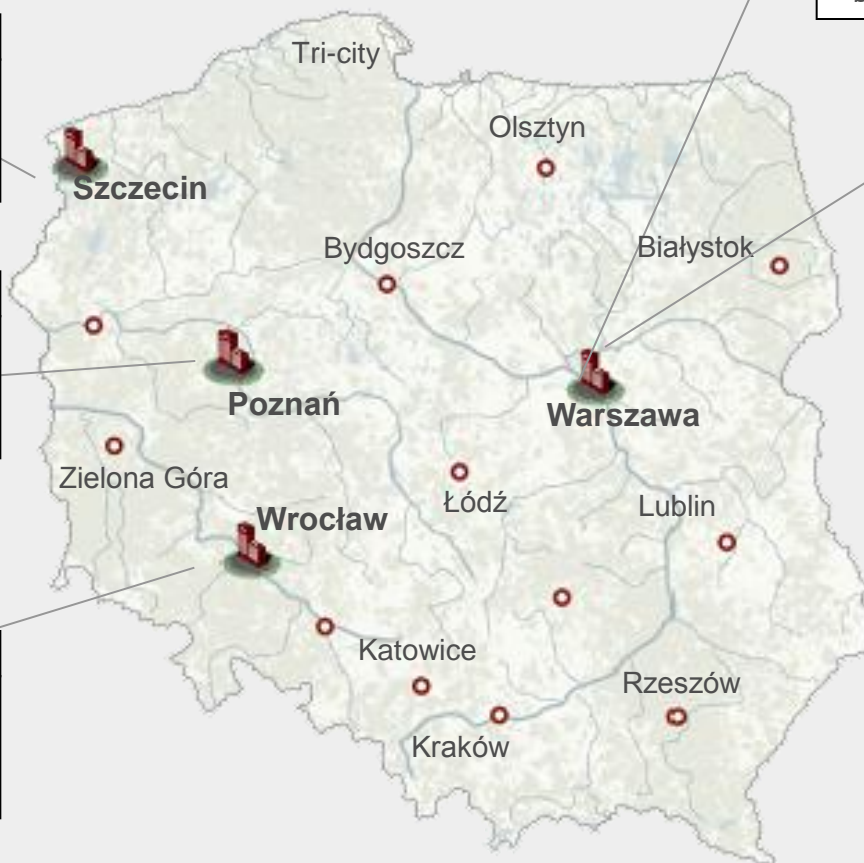 Tri-city
Olsztyn
Szczecin
Bydgoszcz
Białystok
Poznań
Warszawa
Zielona Góra
Łódź
Lublin
Wrocław
Katowice
Rzeszów
Kraków